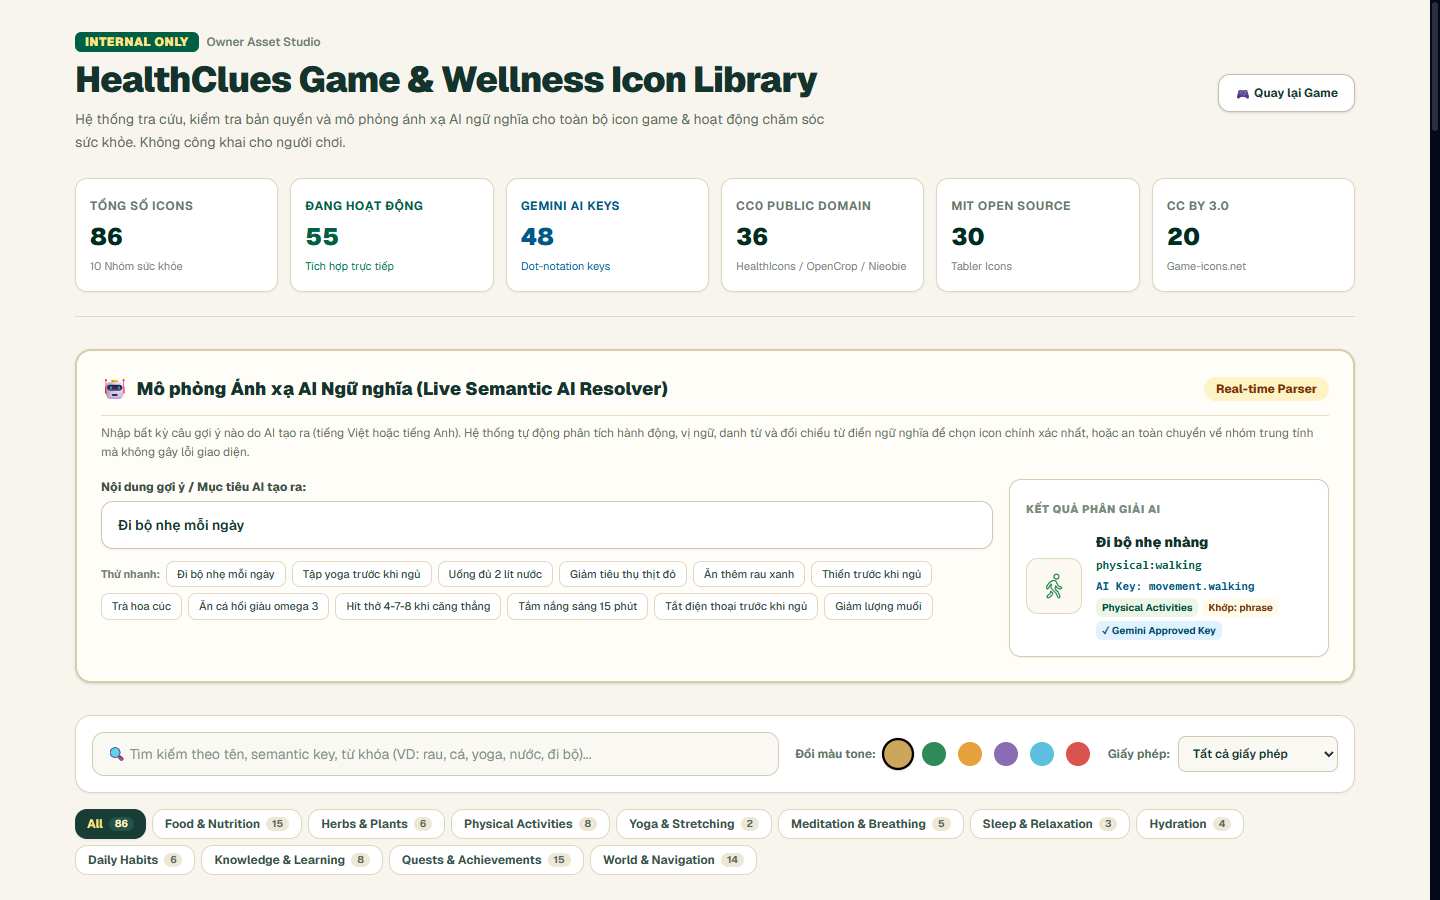 INTERNAL ONLY Owner Asset Studio
HealthClues Game & Wellness Icon Library
Quay lại Game
Hệ thống tra cứu, kiểm tra bản quyền và mô phỏng ánh xạ AI ngữ nghĩa cho toàn bộ icon game & hoạt động chăm sóc
sức khỏe. Không công khai cho người chơi.
TỔNG SỐ ICONS
86
10 Nhóm sức khỏe
ĐANG HOẠT ĐỘNG
55
Tích hợp trực tiếp
GEMINI AI KEYS
48
Dot-notation keys
CC0 PUBLIC DOMAIN
36
HealthIcons / OpenCrop / Nieobie
MIT OPEN SOURCE
30
Tabler Icons
CC BY 3.0
20
Game-icons.net
Mô phỏng Ánh xạ AI Ngữ nghĩa (Live Semantic AI Resolver)
Real-time Parser
Nhập bất kỳ câu gợi ý nào do AI tạo ra (tiếng Việt hoặc tiếng Anh). Hệ thống tự động phân tích hành động, vị ngữ, danh từ và đối chiếu từ điển ngữ nghĩa để chọn icon chính xác nhất, hoặc an toàn chuyển về nhóm trung tính
mà không gây lỗi giao diện.
Nội dung gợi ý / Mục tiêu AI tạo ra:
Đi bộ nhẹ mỗi ngày
Thử nhanh: Đi bộ nhẹ mỗi ngày Tập yoga trước khi ngủ Uống đủ 2 lít nước Giảm tiêu thụ thịt đỏ Ăn thêm rau xanh Thiền trước khi ngủ
Trà hoa cúc Ăn cá hồi giàu omega 3 Hít thở 4-7-8 khi căng thẳng Tắm nắng sáng 15 phút Tắt điện thoại trước khi ngủ Giảm lượng muối
KẾT QUẢ PHÂN GIẢI AI
Đi bộ nhẹ nhàng
physical:walking
AI Key: movement.walking
Physical Activities Khớp: phrase
✓ Gemini Approved Key
Tìm kiếm theo tên, semantic key, từ khóa (VD: rau, cá, yoga, nước, đi bộ)...
Đổi màu tone:
Giấy phép: Tất cả giấy phép
All 86 Food & Nutrition 15 Herbs & Plants 6 Physical Activities 8 Yoga & Stretching 2 Meditation & Breathing 5 Sleep & Relaxation 3 Hydration 4
Daily Habits 6 Knowledge & Learning 8 Quests & Achievements 15 World & Navigation 14